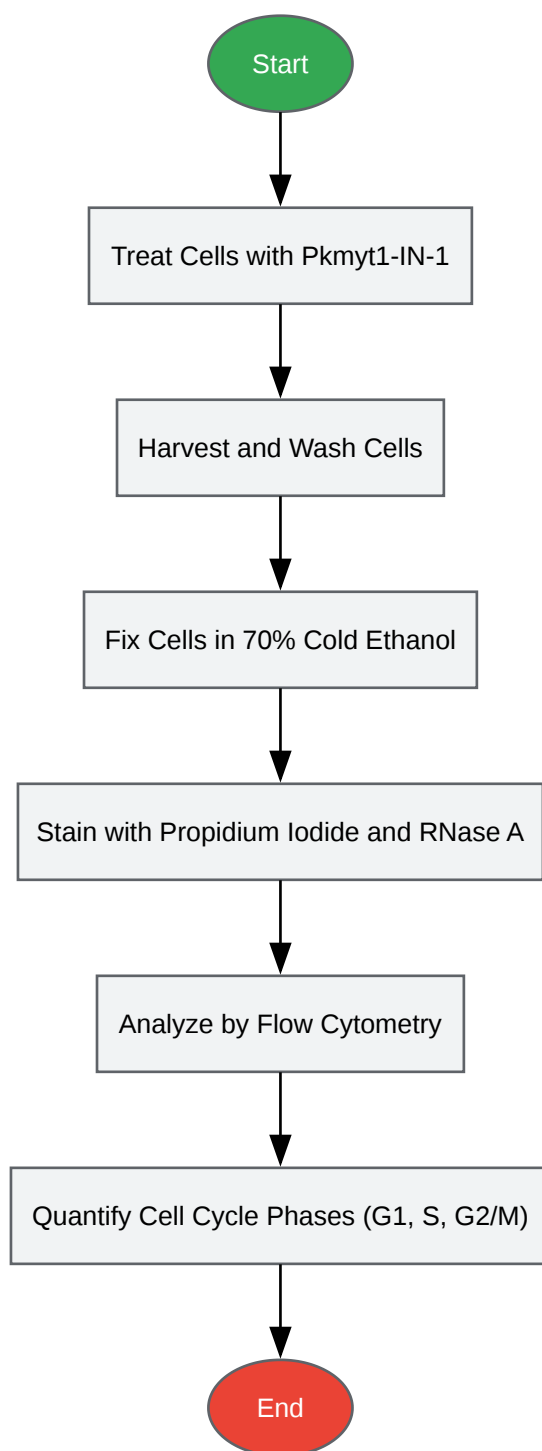 Start
Treat Cells with Pkmyt1-IN-1
Harvest and Wash Cells
Fix Cells in 70% Cold Ethanol
Stain with Propidium Iodide and RNase A
Analyze by Flow Cytometry
Quantify Cell Cycle Phases (G1, S, G2/M)
End